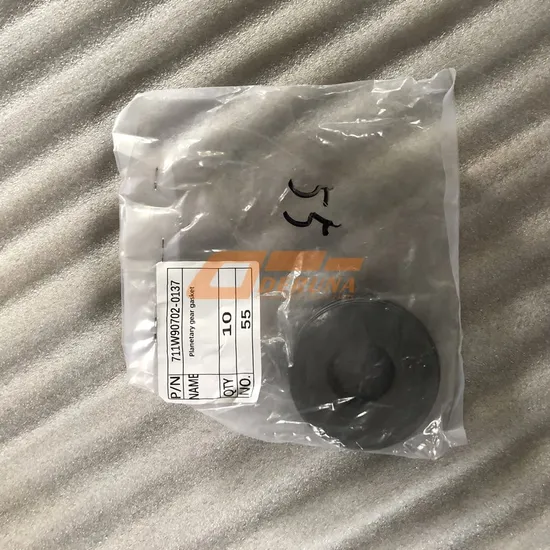 55
P/N 711W90702-0137
NAME Planetary gear gasket
QTY 10
NO. 55